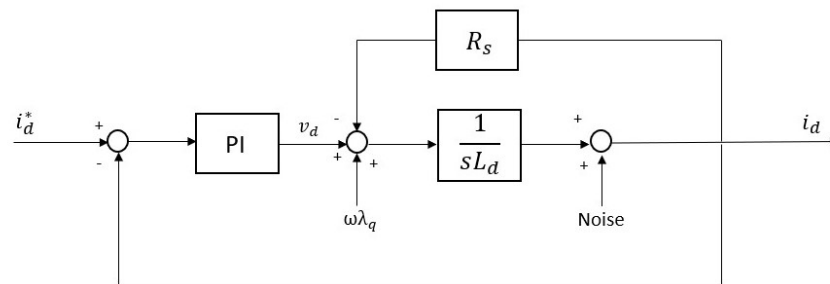 R_s
i_d^*
+
-
PI
v_d
-
+
+
ωλ_q
1
sL_d
+
+
Noise
i_d